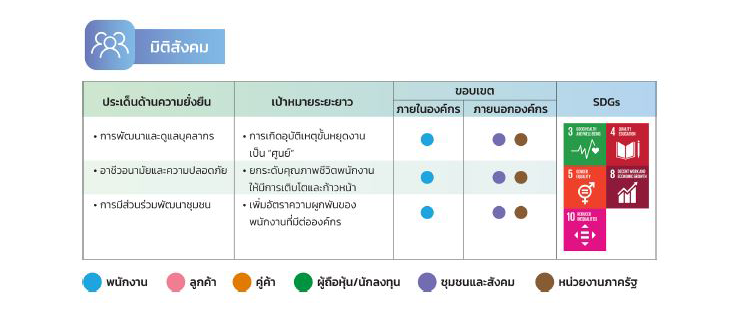 มิติสังคม
ประเด็นด้านความยั่งยืน
เป้าหมายระยะยาว
ขอบเขต
ภายในองค์กร
ภายนอกองค์กร
SDGs
• การพัฒนาและดูแลบุคลากร
• การเกิดอุบัติเหตุขั้นหยุดงาน
เป็น “ศูนย์”
• อาชีวอนามัยและความปลอดภัย
• ยกระดับคุณภาพชีวิตพนักงาน
ให้มีการเติบโตและก้าวหน้า
• การมีส่วนร่วมพัฒนาชุมชน
• เพิ่มอัตราความผูกพันของ
พนักงานที่มีต่อองค์กร
3 GOOD HEALTH
AND WELL-BEING
4 QUALITY
EDUCATION
5 GENDER
EQUALITY
8 DECENT WORK AND
ECONOMIC GROWTH
10 REDUCED
INEQUALITIES
พนักงาน
ลูกค้า
คู่ค้า
ผู้ถือหุ้น/นักลงทุน
ชุมชนและสังคม
หน่วยงานภาครัฐ